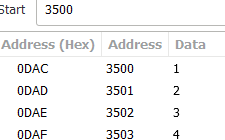 Start 3500
Address (Hex) Address Data
0DAC 3500 1
0DAD 3501 2
0DAE 3502 3
0DAF 3503 4